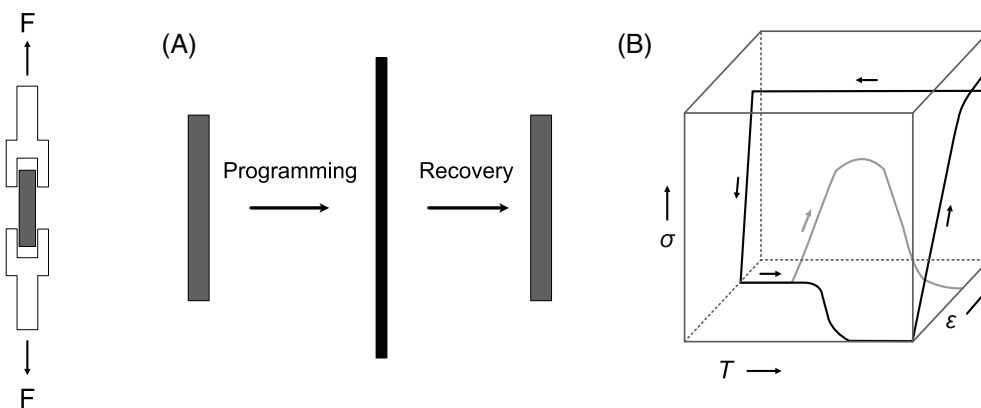 F
(A)
Programming
Recovery
F
(B)
σ
ε
T